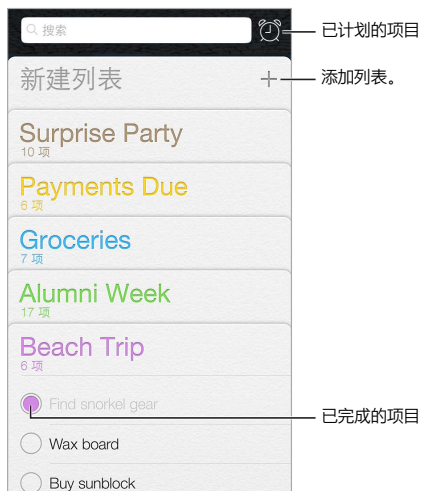 搜索
已计划的项目
新建列表
添加列表。
Surprise Party
10 项
Payments Due
6 项
Groceries
7 项
Alumni Week
17 项
Beach Trip
6 项
Find snorkel gear
已完成的项目
Wax board
Buy sunblock